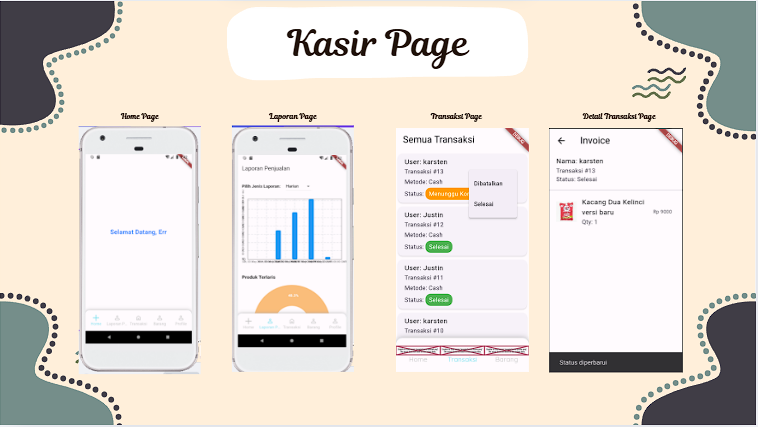 Kasir Page
Home Page
Laporan Page
Transaksi Page
Detail Transaksi Page
Selamat Datang, Err
Laporan Penjualan
Pilih Jenis Laporan:
Harian
Produk Terlaris
Semua Transaksi
User: karsten
Transaksi #13
Metode: Cash
Status: Menunggu
Dibatalkan
Selesai
User: Justin
Transaksi #12
Metode: Cash
Status: Selesai
User: Justin
Transaksi #11
Metode: Cash
Status: Selesai
User: karsten
Transaksi #10
Home Transaksi Barang
Invoice
Nama: karsten
Transaksi #13
Status: Selesai
Kacang Dua Kelinci
versi baru
Rp 9000
Qty: 1
Status diperbarui